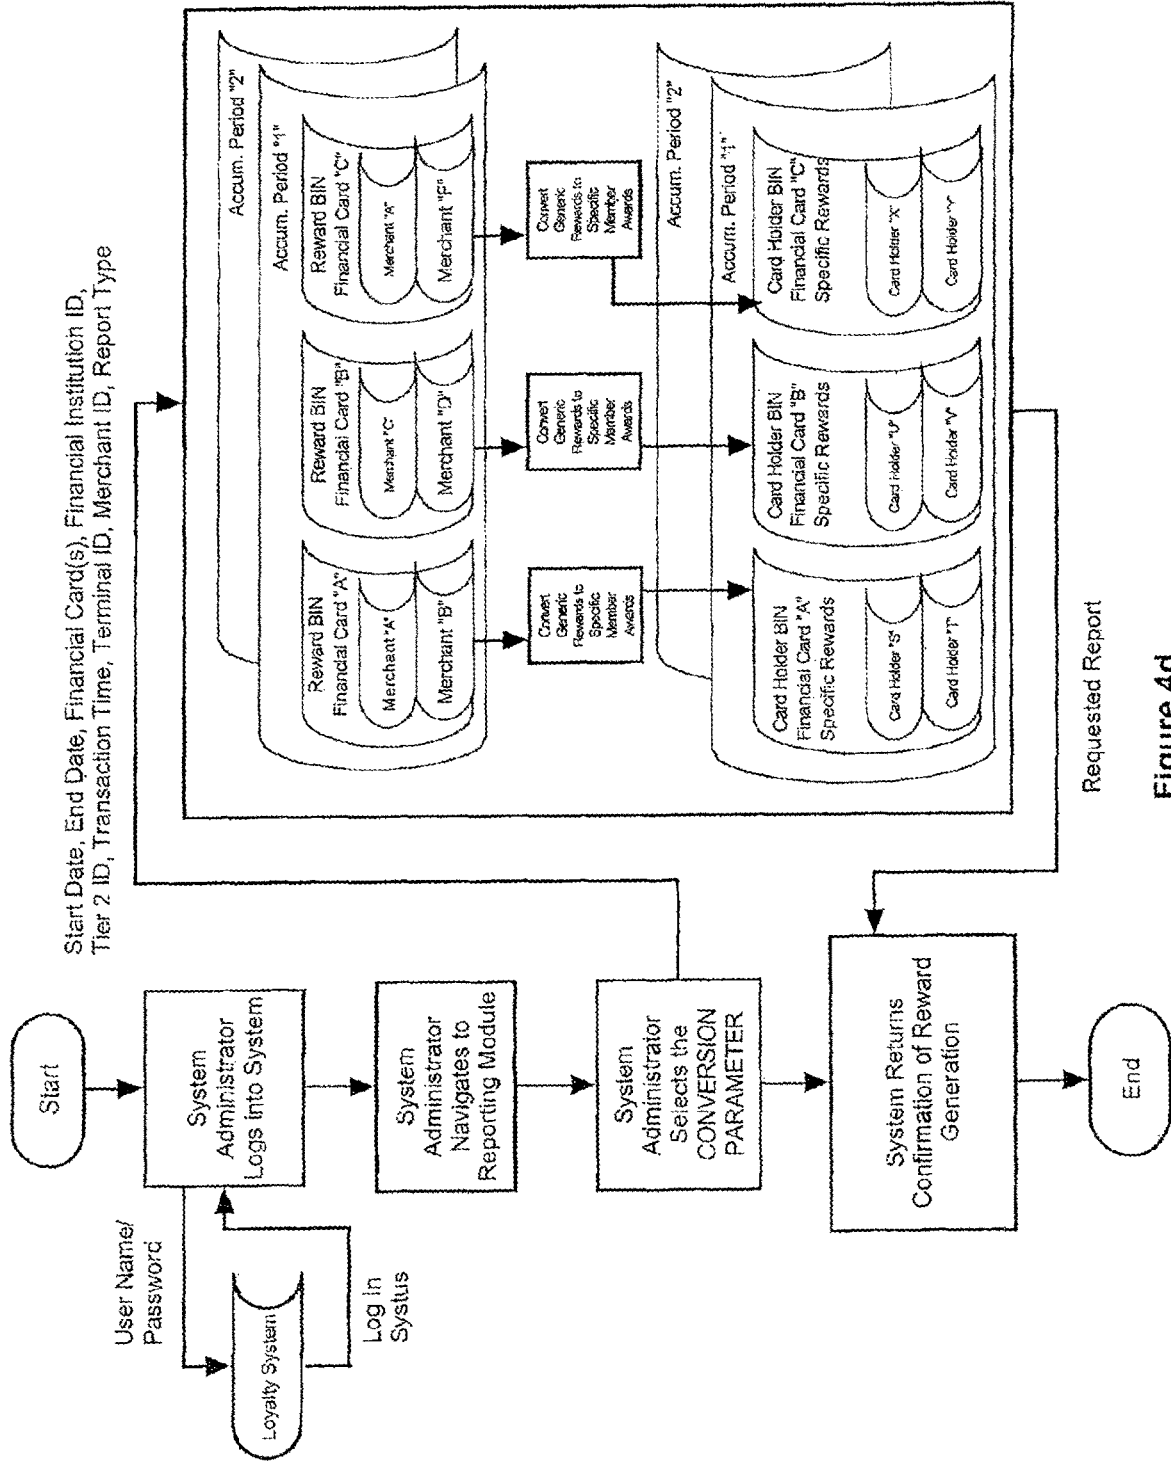 Start Date, End Date, Financial Card(s), Financial Institution ID,
Tier 2 ID, Transaction Time, Terminal ID, Merchant ID, Report Type
Start
System
Administrator
Logs into System
User Name/
Password
Loyalty System
Log In
Systus
System
Administrator
Navigates to
Reporting Module
System
Administrator
Selects the
CONVERSION
PARAMETER
System Returns
Confirmation of Reward
Generation
End
Accum. Period "2"
Accum. Period "1"
Reward BIN
Financial Card "A"
Merchant "A"
Merchant "B"
Reward BIN
Financial Card "B"
Merchant "C"
Merchant "D"
Reward BIN
Financial Card "C"
Merchant "A"
Merchant "F"
Convert
Generic
Rewards to
Specific
Member
Awards
Convert
Generic
Rewards to
Specific
Member
Awards
Convert
Generic
Rewards to
Specific
Member
Awards
Accum. Period "2"
Accum. Period "1"
Card Holder BIN
Financial Card "A"
Specific Rewards
Card Holder "S"
Card Holder "T"
Card Holder BIN
Financial Card "B"
Specific Rewards
Card Holder "U"
Card Holder "V"
Card Holder BIN
Financial Card "C"
Specific Rewards
Card Holder "X"
Card Holder "Y"
Requested Report
Figure 4d